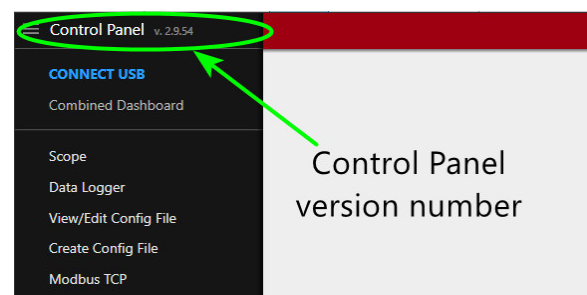 Control Panel v. 2.9.54
CONNECT USB
Combined Dashboard
Scope
Data Logger
View/Edit Config File
Create Config File
Modbus TCP
Control Panel
version number